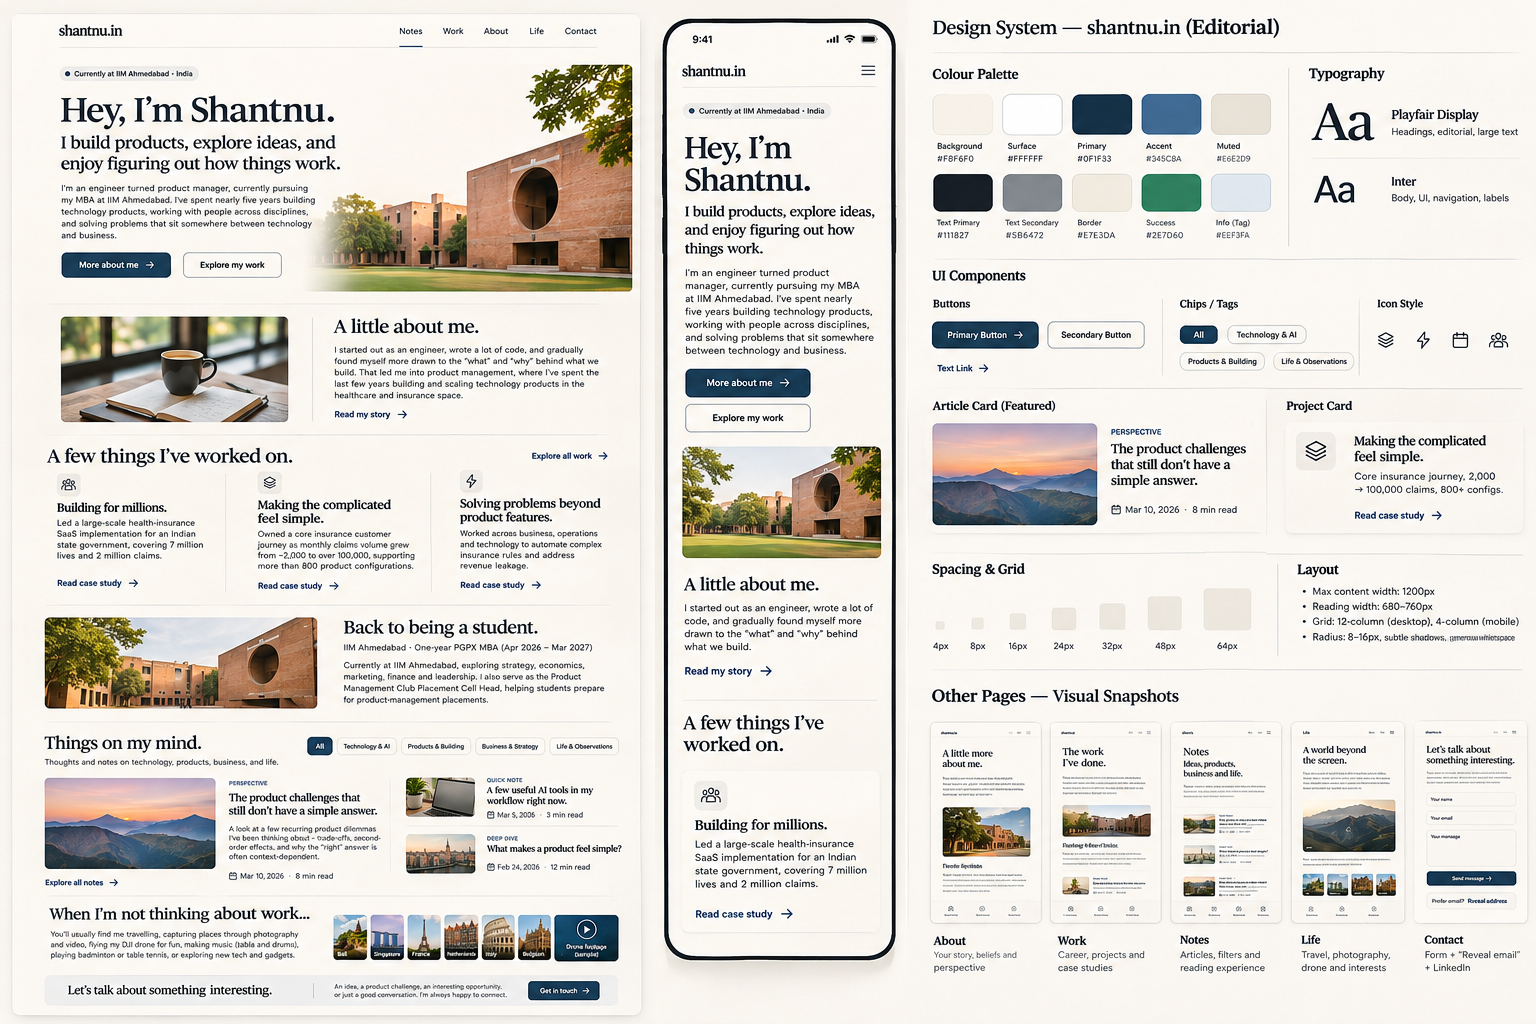 shantnu.in
Notes
Work
About
Life
Contact
Currently at IIM Ahmedabad • India
Hey, I’m Shantnu.
I build products, explore ideas, and
enjoy figuring out how things work.
I’m an engineer turned product manager, currently pursuing
my MBA at IIM Ahmedabad. I’ve spent nearly five years building
technology products, working with people across disciplines,
and solving problems that sit somewhere between technology
and business.
More about me →
Explore my work
A little about me.
I started out as an engineer, wrote a lot of code, and gradually
found myself more drawn to the “what” and “why” behind what we
build. That led me into product management, where I’ve spent the
last few years building and scaling technology products in the
healthcare and insurance space.
Read my story →
A few things I’ve worked on.
Explore all work →
Building for millions.
Led a large-scale health-insurance
SaaS implementation for an Indian
state government, covering 7 million
lives and 2 million claims.
Read case study →
Making the complicated
feel simple.
Owned a core insurance customer
journey as monthly claims volume grew
from ~2,000 to over 100,000, supporting
more than 800 product configurations.
Read case study →
Solving problems beyond
product features.
Worked across business, operations
and technology to automate complex
insurance rules and address
revenue leakage.
Read case study →
Back to being a student.
IIM Ahmedabad · One-year PGPX MBA (Apr 2026 – Mar 2027)
Currently at IIM Ahmedabad, exploring strategy, economics,
marketing, finance and leadership. I also serve as the Product
Management Club Placement Cell Head, helping students prepare
for product-management placements.
Things on my mind.
Thoughts and notes on technology, products, business, and life.
All
Technology & AI
Products & Building
Business & Strategy
Life & Observations
PERSPECTIVE
The product challenges that
still don’t have a simple answer.
A look at a few recurring product dilemmas
I’ve been thinking about – trade-offs, second-
order effects, and why the “right” answer is
often context-dependent.
Mar 10, 2026 · 8 min read
Explore all notes →
QUICK NOTE
A few useful AI tools in my
workflow right now.
Mar 5, 2005 · 3 min read
DEEP DIVE
What makes a product feel simple?
Feb 24, 2026 · 12 min read
When I’m not thinking about work...
You’ll usually find me travelling, capturing places through photography
and video, flying my DJI drone for fun, making music (tabla and drums),
playing badminton or table tennis, or exploring new tech and gadgets.
Bali
Singapore
France
Netherlands
Italy
Belgium
Drone footage
Let’s talk about something interesting.
An idea, a product challenge, an interesting opportunity,
or just a good conversation. I’m always happy to connect.
Get in touch →
9:41
shantnu.in
Currently at IIM Ahmedabad • India
Hey, I’m
Shantnu.
I build products, explore ideas,
and enjoy figuring out how
things work.
I’m an engineer turned product
manager, currently pursuing my MBA
at IIM Ahmedabad. I’ve spent nearly
five years building technology products,
working with people across disciplines,
and solving problems that sit somewhere
between technology and business.
More about me →
Explore my work
A little about me.
I started out as an engineer, wrote a lot of
code, and gradually found myself more
drawn to the “what” and “why” behind
what we build.
Read my story →
A few things I’ve
worked on.
Building for millions.
Led a large-scale health-insurance
SaaS implementation for an Indian
state government, covering 7 million
lives and 2 million claims.
Read case study →
Design System — shantnu.in (Editorial)
Colour Palette
Background
#F8F6F0
Surface
#FFFFFF
Primary
#0F1F33
Accent
#345C8A
Muted
#E6E2D9
Text Primary
#111827
Text Secondary
#5B6472
Border
#E7E3DA
Success
#2E7D60
Info (Tag)
#EEF3FA
Typography
Aa
Playfair Display
Headings, editorial, large text
Aa
Inter
Body, UI, navigation, labels
UI Components
Buttons
Primary Button →
Secondary Button
Text Link →
Chips / Tags
All
Technology & AI
Products & Building
Life & Observations
Icon Style
Article Card (Featured)
PERSPECTIVE
The product challenges
that still don’t have a
simple answer.
Mar 10, 2026 · 8 min read
Project Card
Making the complicated
feel simple.
Core insurance journey, 2,000
→ 100,000 claims, 800+ configs.
Read case study →
Spacing & Grid
4px
8px
16px
24px
32px
48px
64px
Layout
• Max content width: 1200px
• Reading width: 680–760px
• Grid: 12-column (desktop), 4-column (mobile)
• Radius: 8–16px, subtle shadows,
Other Pages — Visual Snapshots
A little more
about me.
The work
I’ve done.
Notes
Ideas, products,
business and life.
Life
A world beyond
the screen.
Let’s talk about
something interesting.
Your name
Your email
Your message
Send message →
Prefer email? Reveal address
About
Your story, beliefs and
perspective
Work
Career, projects and
case studies
Notes
Articles, filters and
reading experience
Life
Travel, photography,
drone and interests
Contact
Form + “Reveal email”
+ LinkedIn